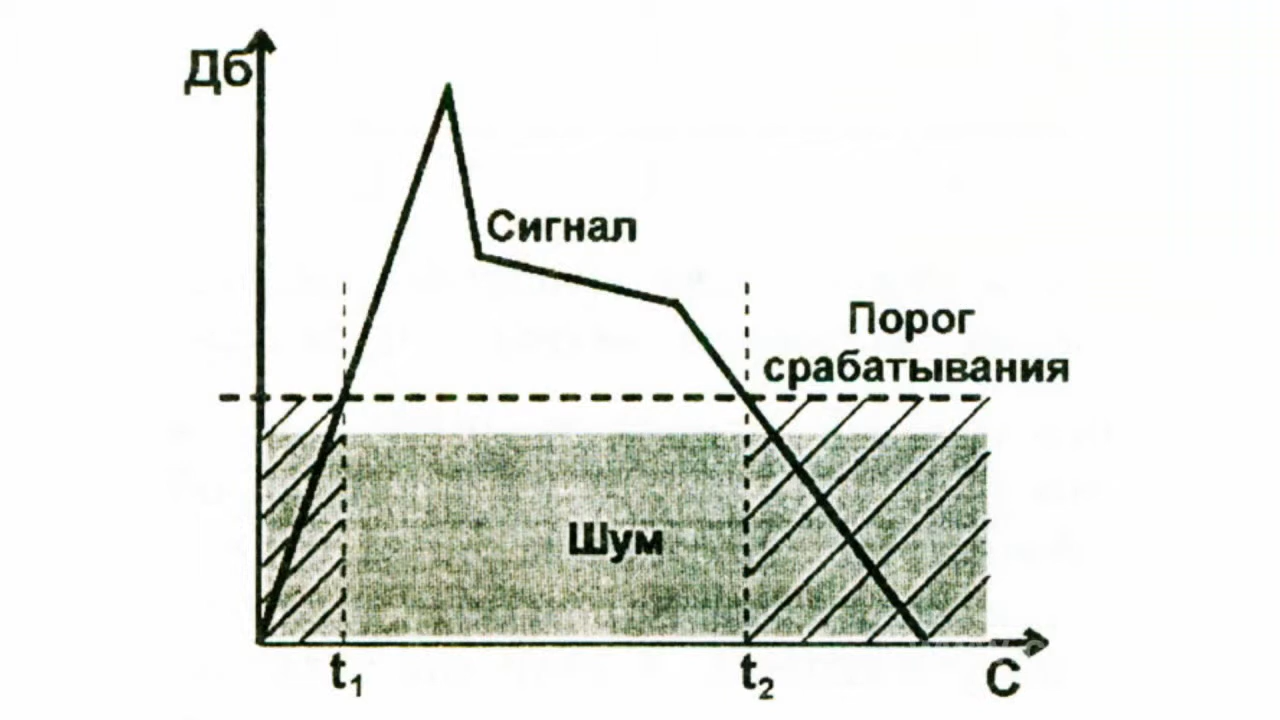 Дб
Сигнал
Порог
срабатывания
Шум
t₁
t₂
С